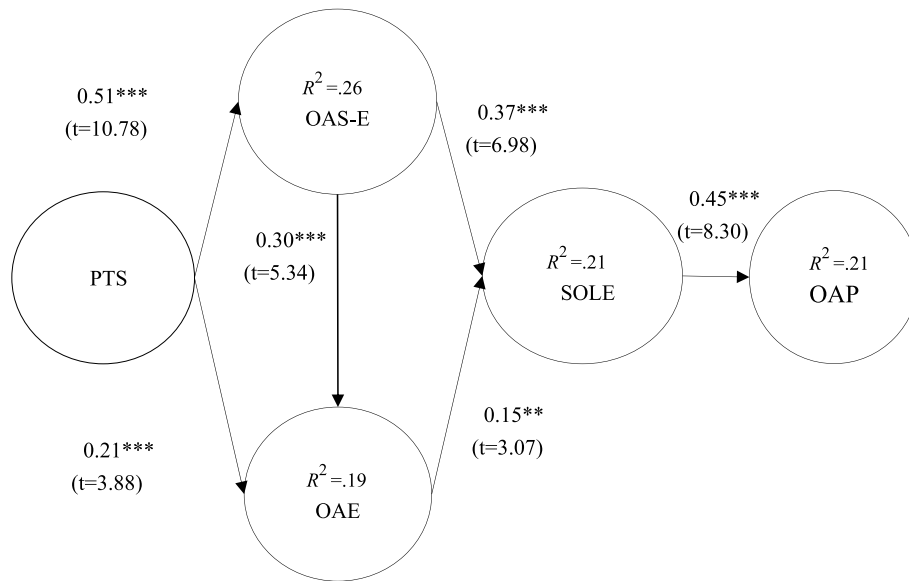 R² =.26
OAS-E
0.51***
(t=10.78)
0.37***
(t=6.98)
PTS
0.30***
(t=5.34)
R² =.21
SOLE
0.45***
(t=8.30)
R² =.21
OAP
0.21***
(t=3.88)
R² =.19
OAE
0.15**
(t=3.07)